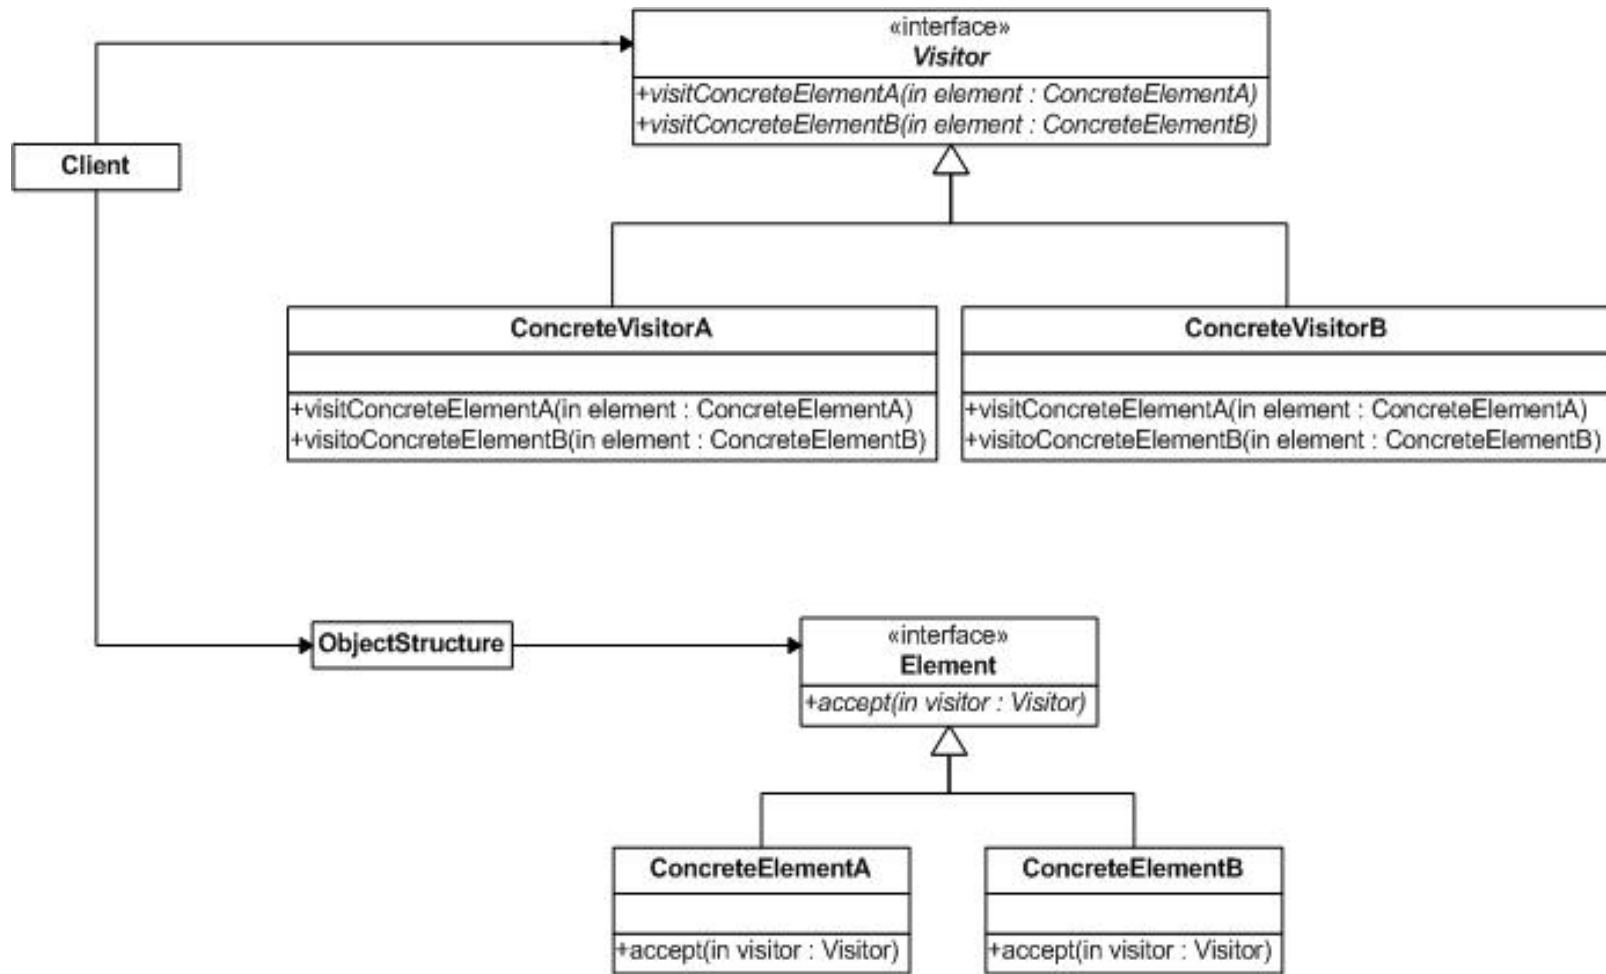 «interface»
Visitor
+visitConcreteElementA(in element : ConcreteElementA)
+visitConcreteElementB(in element : ConcreteElementB)
Client
ConcreteVisitorA
+visitConcreteElementA(in element : ConcreteElementA)
+visitoConcreteElementB(in element : ConcreteElementB)
ConcreteVisitorB
+visitConcreteElementA(in element : ConcreteElementA)
+visitoConcreteElementB(in element : ConcreteElementB)
ObjectStructure
«interface»
Element
+accept(in visitor : Visitor)
ConcreteElementA
+accept(in visitor : Visitor)
ConcreteElementB
+accept(in visitor : Visitor)